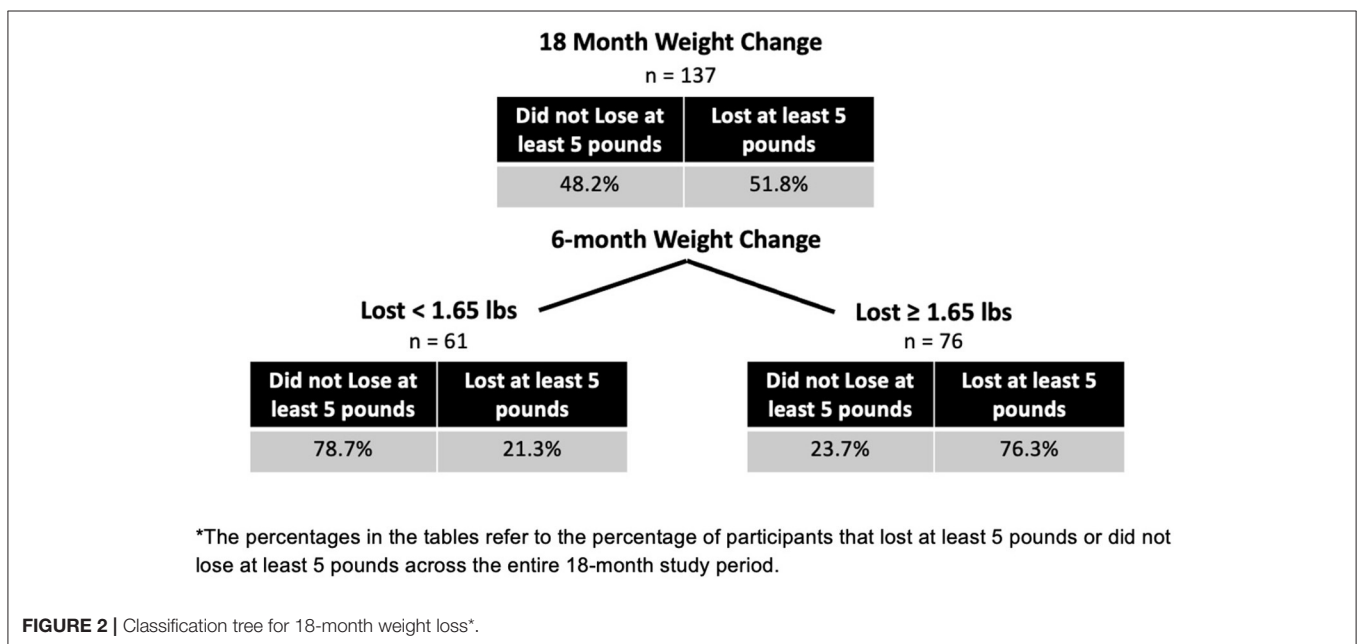 18 Month Weight Change
n = 137
Did not Lose at
least 5 pounds
Lost at least 5
pounds
48.2%
51.8%
6-month Weight Change
Lost < 1.65 lbs
n = 61
Did not Lose at
least 5 pounds
Lost at least 5
pounds
78.7%
21.3%
Lost ≥ 1.65 lbs
n = 76
Did not Lose at
least 5 pounds
Lost at least 5
pounds
23.7%
76.3%
*The percentages in the tables refer to the percentage of participants that lost at least 5 pounds or did not
lose at least 5 pounds across the entire 18-month study period.
FIGURE 2 | Classification tree for 18-month weight loss*.